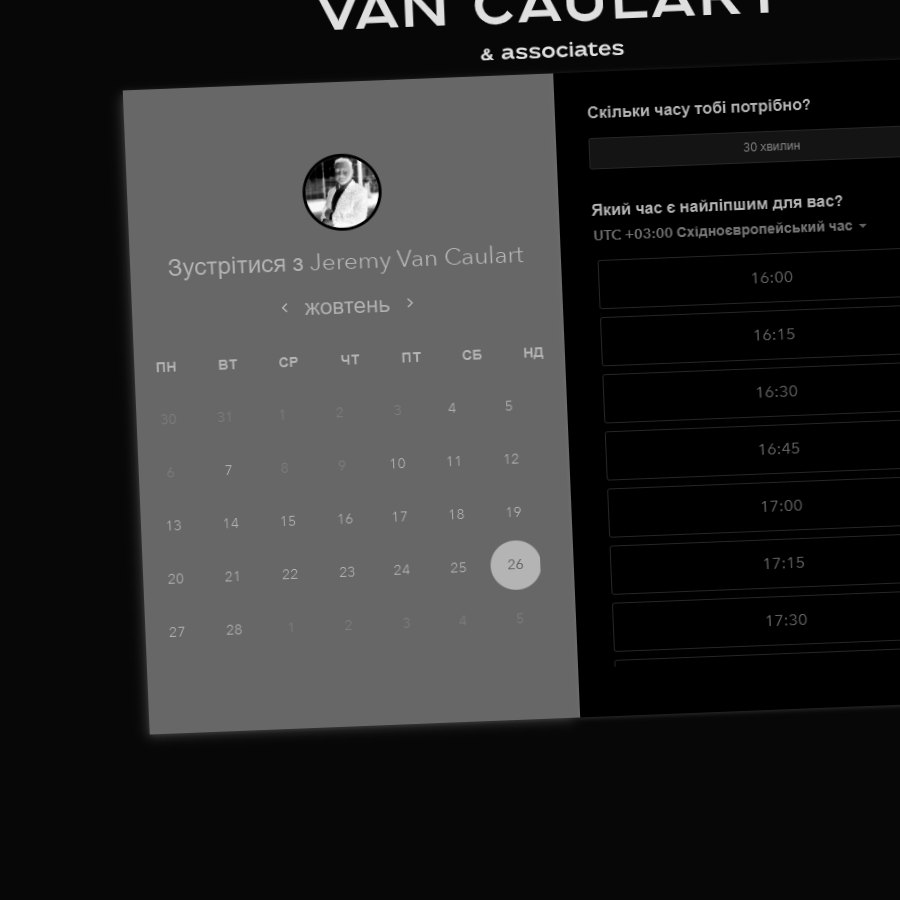 VAN CAULART
& associates
Зустрітися з Jeremy Van Caulart
жовтень
ПН ВТ СР ЧТ ПТ СБ НД
30 31 1 2 3 4 5
6 7 8 9 10 11 12
13 14 15 16 17 18 19
20 21 22 23 24 25 26
27 28 1 2 3 4 5
Скільки часу тобі потрібно?
30 хвилин
Який час є найліпшим для вас?
UTC +03:00 Східноєвропейський час
16:00
16:15
16:30
16:45
17:00
17:15
17:30